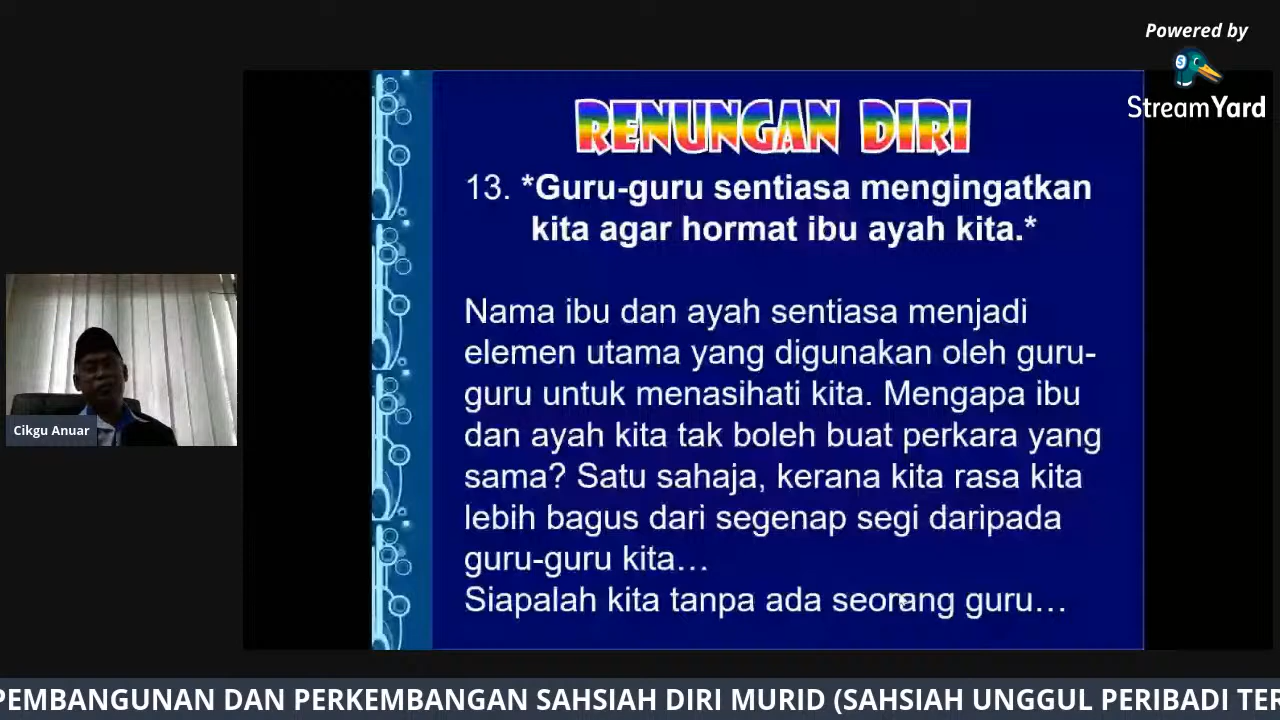 Powered by
StreamYard
RENUNGAN DIRI
13. *Guru-guru sentiasa mengingatkan
kita agar hormat ibu ayah kita.*
Nama ibu dan ayah sentiasa menjadi
elemen utama yang digunakan oleh guru-
guru untuk menasihati kita. Mengapa ibu
dan ayah kita tak boleh buat perkara yang
sama? Satu sahaja, kerana kita rasa kita
lebih bagus dari segenap segi daripada
guru-guru kita…
Siapalah kita tanpa ada seorang guru…
Cikgu Anuar
PEMBANGUNAN DAN PERKEMBANGAN SAHSIAH DIRI MURID (SAHSIAH UNGGUL PERIBADI